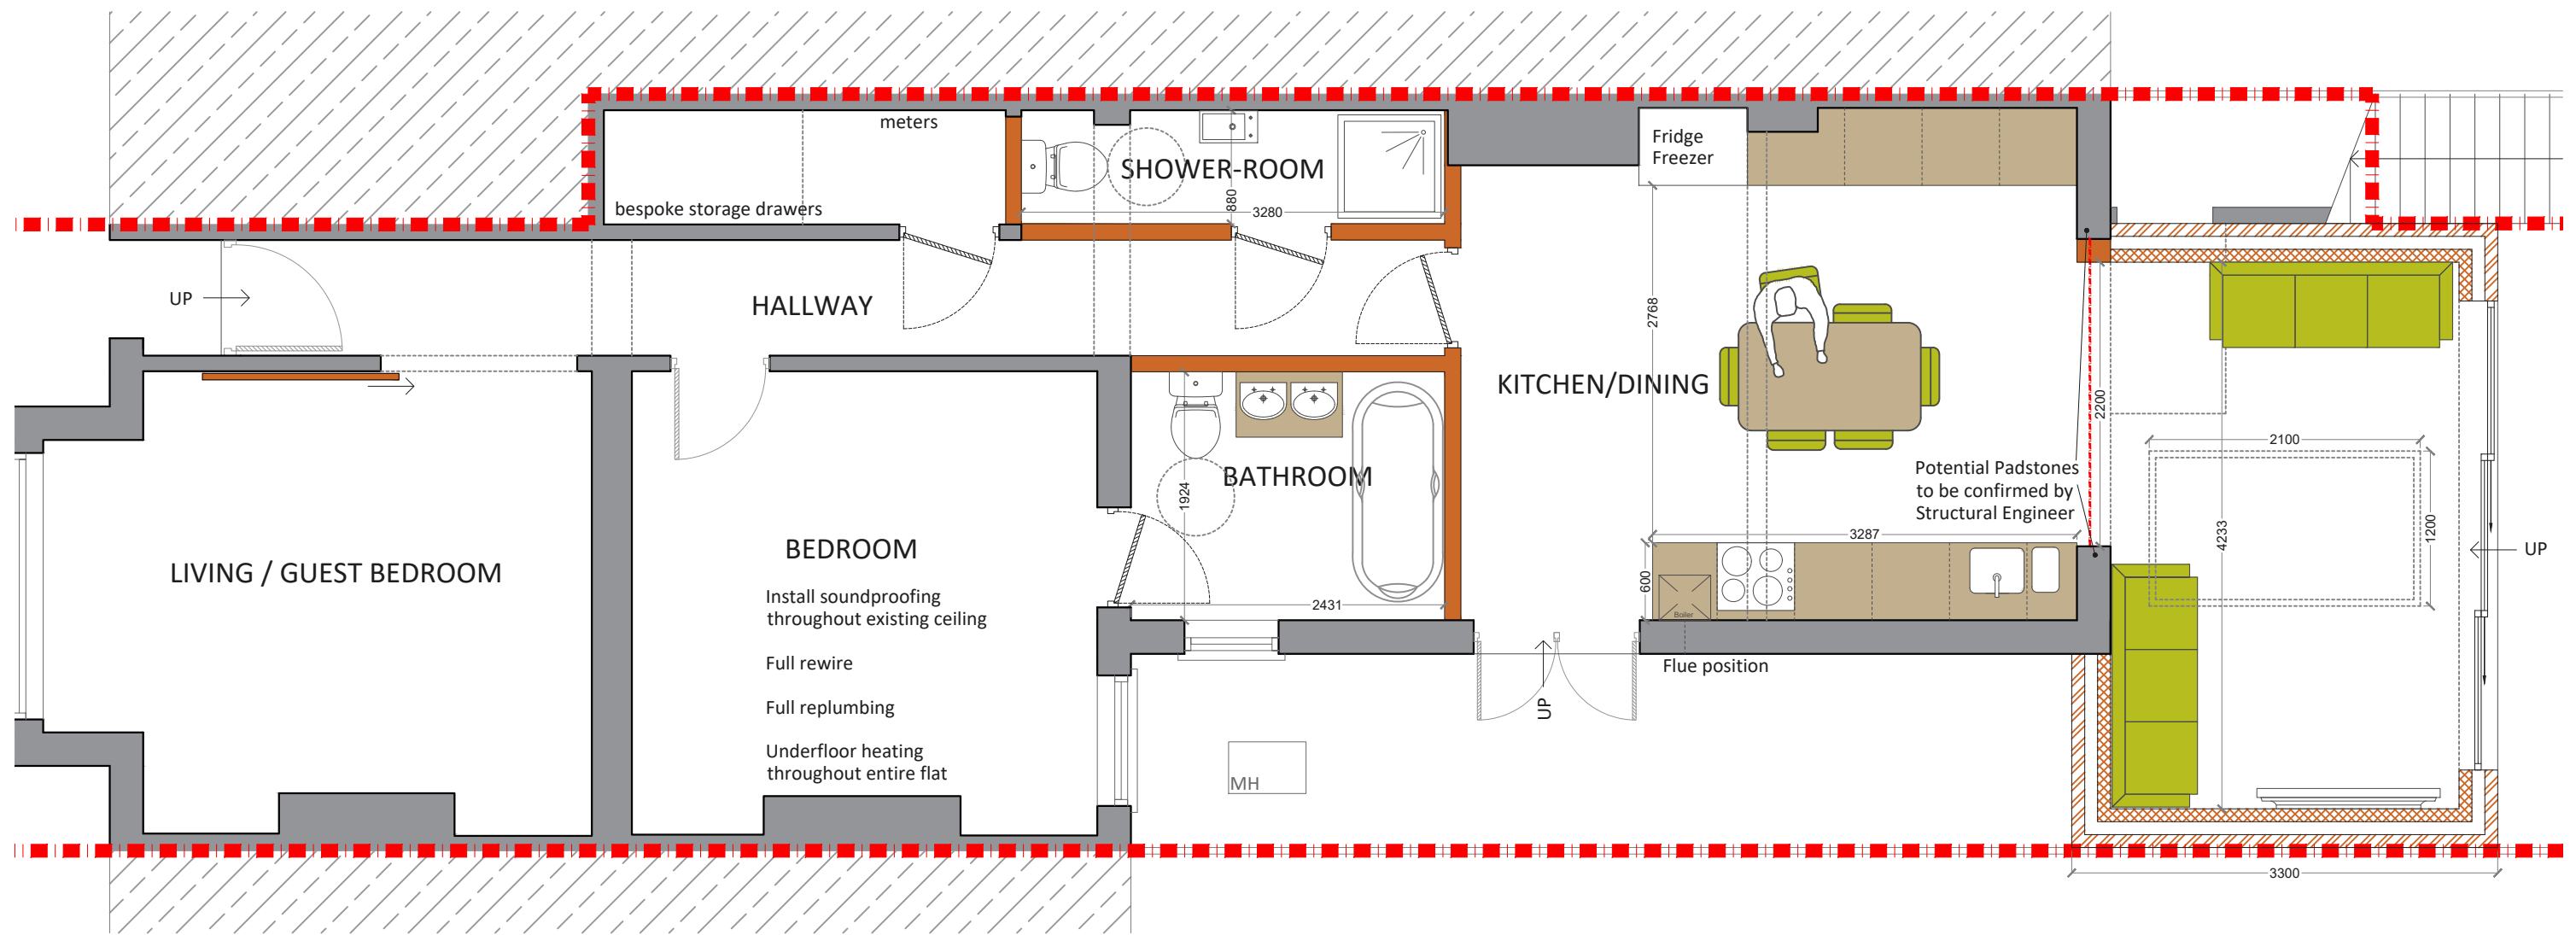 meters
Fridge
Freezer
SHOWER-ROOM
880
3280
bespoke storage drawers
UP
HALLWAY
2768
KITCHEN/DINING
2200
2100
Potential Padstones
to be confirmed by
Structural Engineer
BATHROOM
1924
4233
1200
UP
3287
BEDROOM
LIVING / GUEST BEDROOM
Install soundproofing
throughout existing ceiling
600
2431
Boiler
Full rewire
Flue position
Full replumbing
UP
Underfloor heating
throughout entire flat
MH
3300